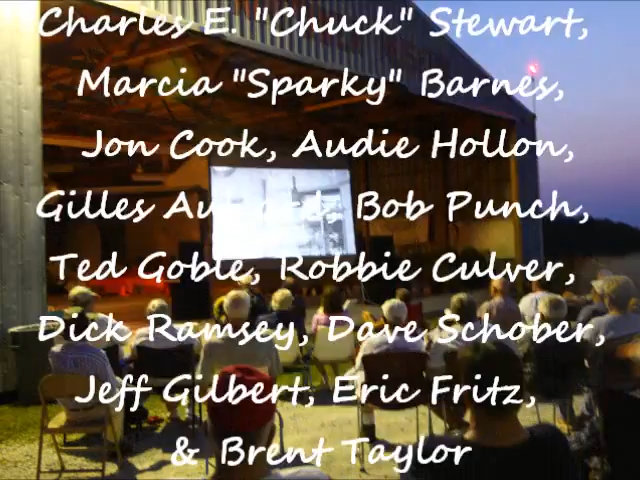 Charles E. "Chuck" Stewart,
Marcia "Sparky" Barnes,
Jon Cook, Audie Hollon,
Gilles Auliard, Bob Punch,
Ted Goble, Robbie Culver,
Dick Ramsey, Dave Schober,
Jeff Gilbert, Eric Fritz,
& Brent Taylor